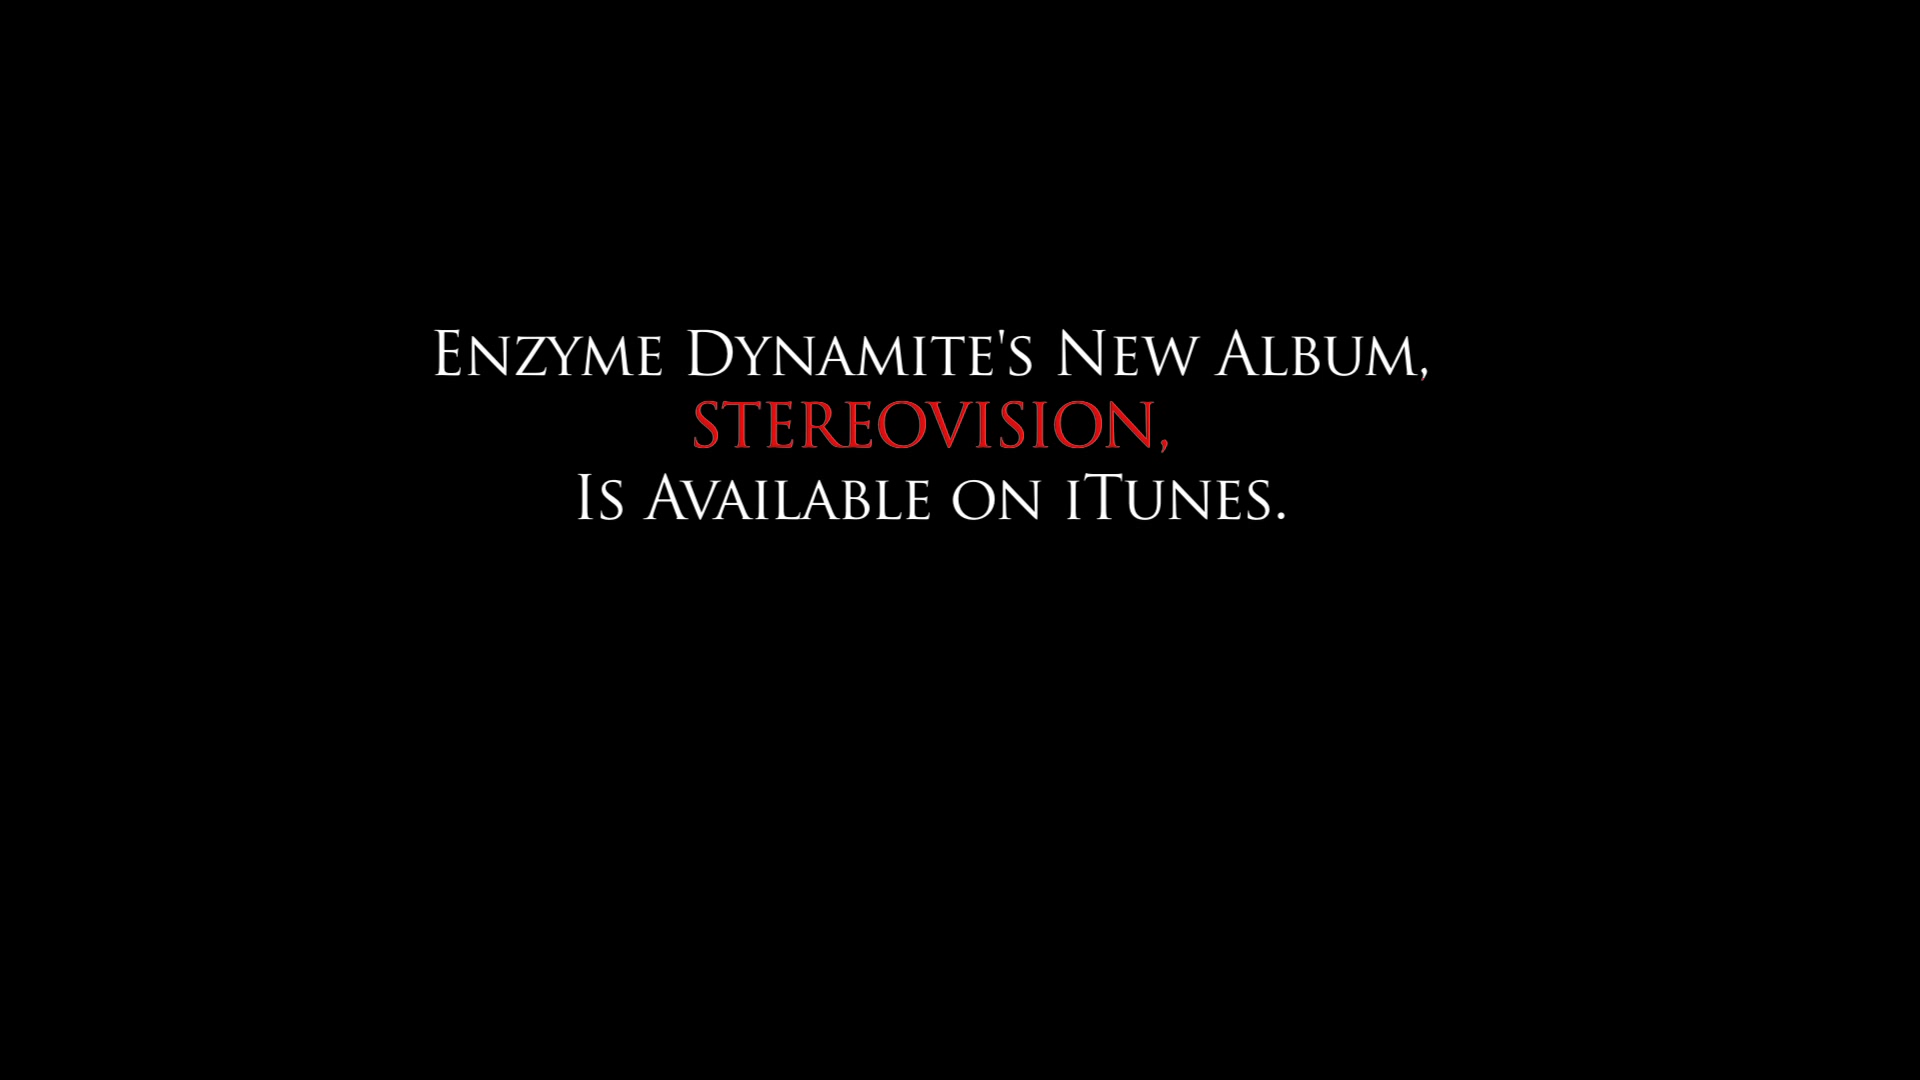 Enzyme Dynamite's New Album,
STEREOVISION,
Is Available on iTunes.